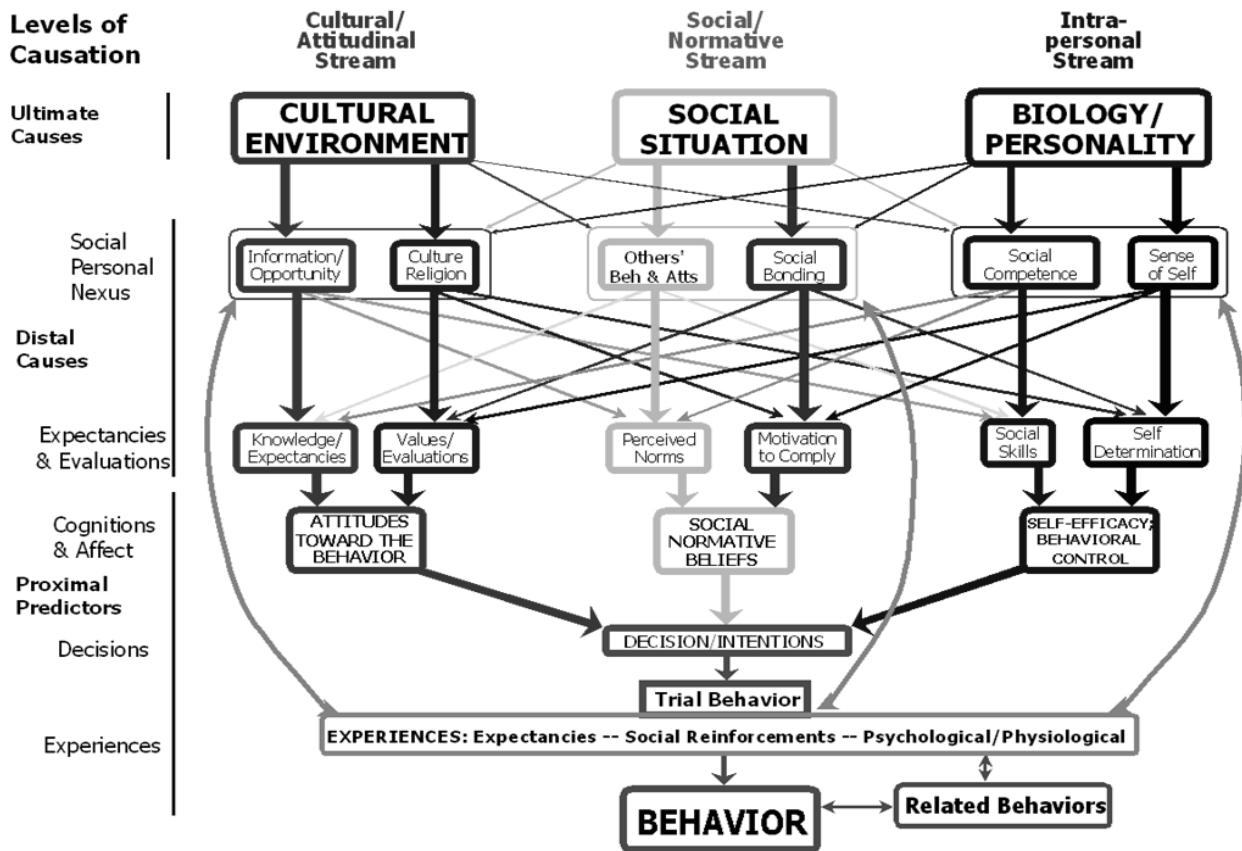 Levels of
Causation
Cultural/
Attitudinal
Stream
Social/
Normative
Stream
Intra-
personal
Stream
Ultimate
Causes
CULTURAL
ENVIRONMENT
SOCIAL
SITUATION
BIOLOGY/
PERSONALITY
Social
Personal
Nexus
Information/
Opportunity
Culture
Religion
Others'
Beh & Atts
Social
Bonding
Social
Competence
Sense
of Self
Distal
Causes
Expectancies
& Evaluations
Knowledge/
Expectancies
Values/
Evaluations
Perceived
Norms
Motivation
to Comply
Social
Skills
Self
Determination
Cognitions
& Affect
ATTITUDES
TOWARD THE
BEHAVIOR
SOCIAL
NORMATIVE
BELIEFS
SELF-EFFICACY;
BEHAVIORAL
CONTROL
Proximal
Predictors
Decisions
DECISION/INTENTIONS
Trial Behavior
Experiences
EXPERIENCES: Expectancies -- Social Reinforcements -- Psychological/Physiological
BEHAVIOR
Related Behaviors